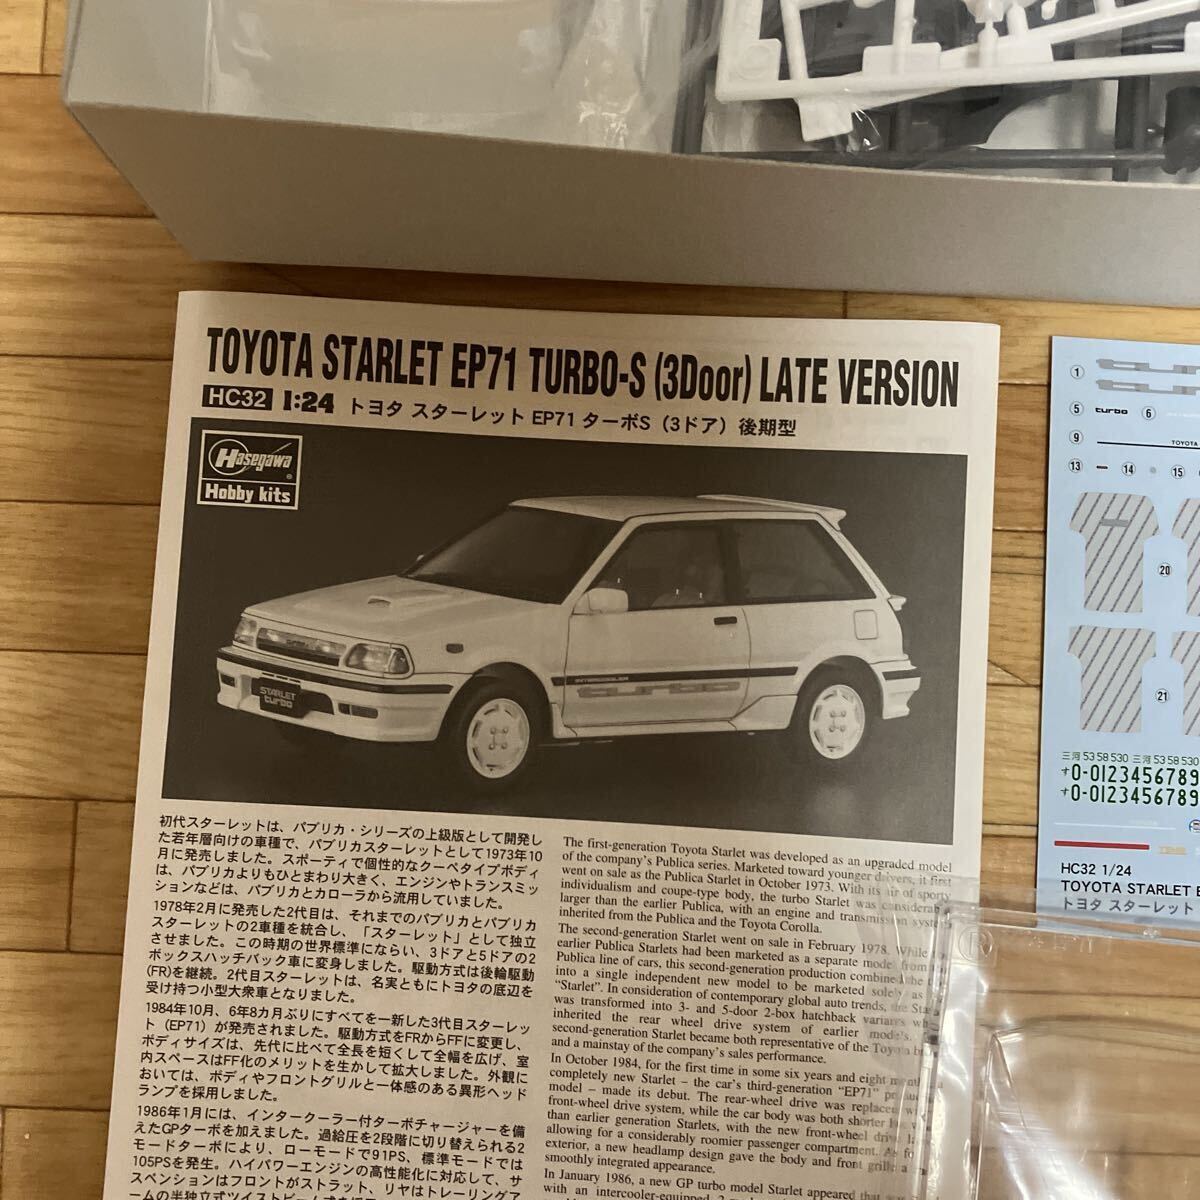 TOYOTA STARLET EP71 TURBO-S (3Door) LATE VERSION
HC32 1:24 トヨタ スターレット EP71 ターボS（3ドア）後期型
Hasegawa
Hobby kits
STARLET
turbo
INTERCOOLER
turbo
初代スターレットは、パブリカ・シリーズの上級版として開発し
た若年層向けの車種で、パブリカスターレットとして1973年10
月に発売しました。スポーティで個性的なクーペタイプボディ
は、パブリカよりもひとまわり大きく、エンジンやトランスミッ
ションなどは、パブリカとカローラから流用していました。
1978年2月に発売した2代目は、それまでのパブリカとパブリカ
スターレットの2車種を統合し、「スターレット」として独立
させました。この時期の世界標準にならい、3ドアと5ドアの2
ボックスハッチバック車に変身しました。駆動方式は後輪駆動
(FR)を継続。2代目スターレットは、名実ともにトヨタの底辺を
受け持つ小型大衆車となりました。
1984年10月、6年8カ月ぶりにすべてを一新した3代目スターレッ
ト（EP71）が発売されました。駆動方式をFRからFFに変更し、
ボディサイズは、先代に比べて全長を短くして全幅を広げ、室
内スペースはFF化のメリットを生かして拡大しました。外観に
おいては、ボディやフロントグリルと一体感のある異形ヘッド
ランプを採用しました。
1986年1月には、インタークーラー付ターボチャージャーを備
えたGPターボを加えました。過給圧を2段階に切り替えられる2
モードターボにより、ローモードで91PS、標準モードでは
105PSを発生。ハイパワーエンジンの高性能化に対応して、サ
スペンションはフロントがストラット、リヤはトレーリングア
ームの半独立式ツイストビーム式を
The first-generation Toyota Starlet was developed as an upgraded model
of the company's Publica series. Marketed toward younger drivers, it first
went on sale as the Publica Starlet in October 1973. With its air of sporty
individualism and coupe-type body, the turbo Starlet was considerably
larger than the earlier Publica, with an engine and transmission system
inherited from the Publica and the Toyota Corolla.
The second-generation Starlet went on sale in February 1978. While the
earlier Publica Starlets had been marketed as a separate model from the
Publica line of cars, this second-generation production combined the
into a single independent new model to be marketed solely as
"Starlet". In consideration of contemporary global auto trends, the
was transformed into 3- and 5-door 2-box hatchback variants
inherited the rear wheel drive system of earlier models.
second-generation Starlet became both representative of the Toyota
and a mainstay of the company's sales performance.
In October 1984, for the first time in some six years and eight
completely new Starlet – the car's third-generation "EP71"
model – made its debut. The rear-wheel drive was replaced
front-wheel drive system, while the car body was both shorter
than earlier generation Starlets, with the new front-wheel drive
allowing for a considerably roomier passenger compartment. As
exterior, a new headlamp design gave the body and front grille a
smoothly integrated appearance.
In January 1986, a new GP turbo model Starlet appeared that
with an intercooler-equipped
1
5 turbo 6
9 TOYOTA
13 14 15
20
21
三河 53 58 530 三河 53 58 530
す0-0123456789
す0-0123456789
HC32 1/24
TOYOTA STARLET
トヨタ スターレット